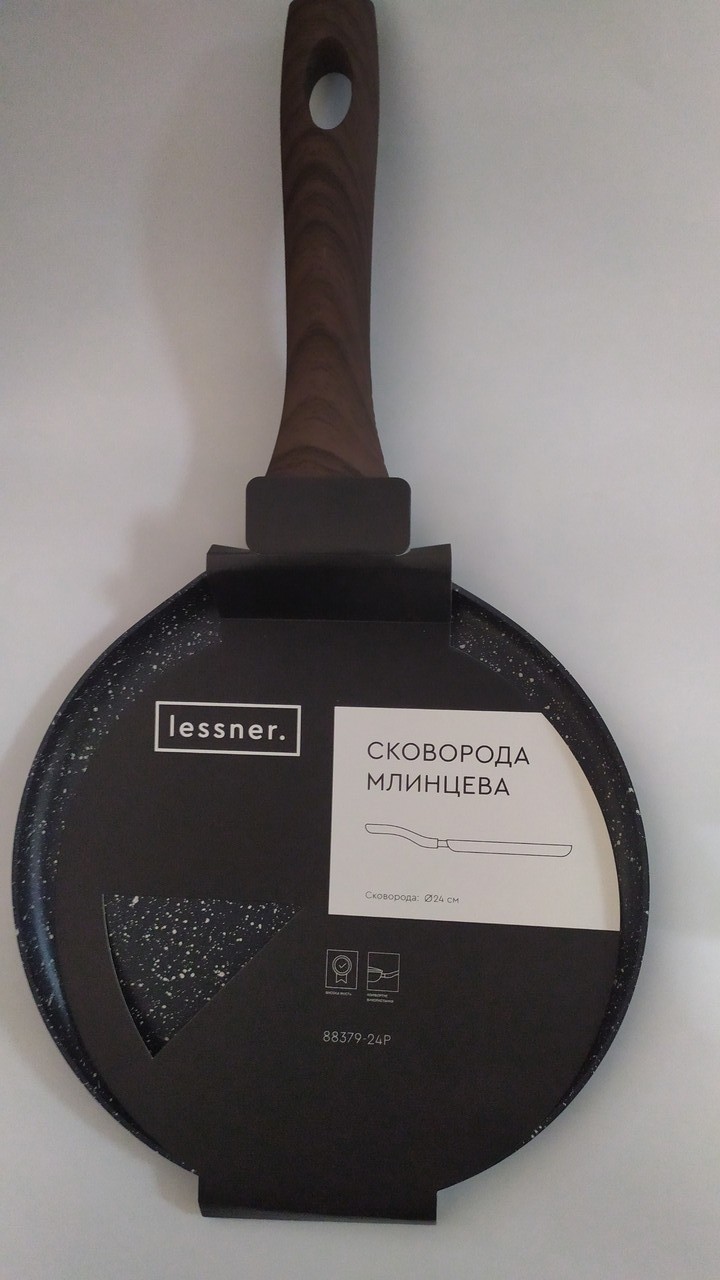 lessner.
СКОВОРОДА
МЛИНЦЕВА
Сковорода: Ø24 см
88379-24P